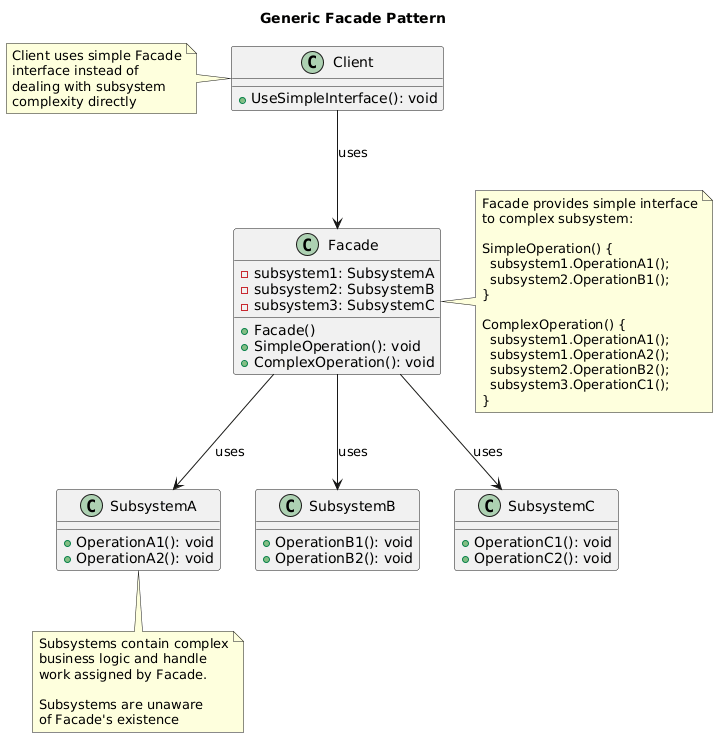 Generic Facade Pattern
Client uses simple Facade
interface instead of
dealing with subsystem
complexity directly
C Client
UseSimpleInterface(): void
uses
Facade provides simple interface
to complex subsystem:
SimpleOperation() {
subsystem1.OperationA1();
subsystem2.OperationB1();
}
ComplexOperation() {
subsystem1.OperationA1();
subsystem1.OperationA2();
subsystem2.OperationB2();
subsystem3.OperationC1();
}
C Facade
subsystem1: SubsystemA
subsystem2: SubsystemB
subsystem3: SubsystemC
Facade()
SimpleOperation(): void
ComplexOperation(): void
uses
uses
uses
C SubsystemA
OperationA1(): void
OperationA2(): void
C SubsystemB
OperationB1(): void
OperationB2(): void
C SubsystemC
OperationC1(): void
OperationC2(): void
Subsystems contain complex
business logic and handle
work assigned by Facade.
Subsystems are unaware
of Facade's existence